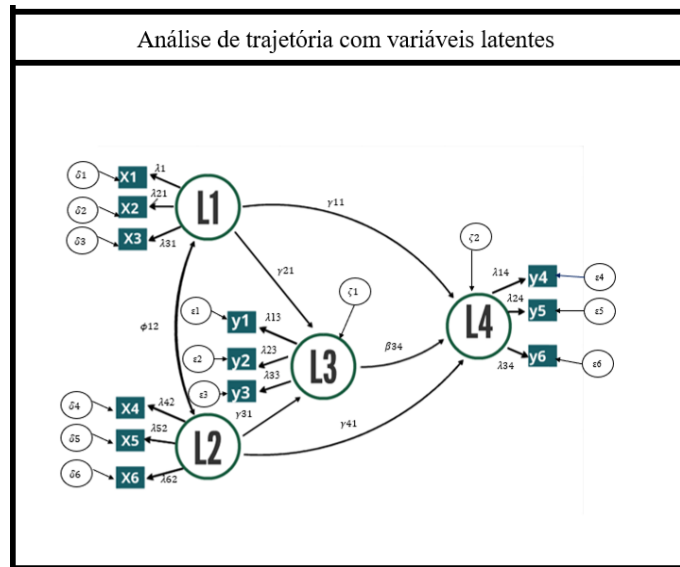 Análise de trajetória com variáveis latentes
δ1
X1
λ1
δ2
X2
λ21
δ3
X3
λ31
L1
γ11
γ21
ϕ12
ζ1
ζ2
ε1
y1
λ13
ε2
y2
λ23
ε3
y3
λ33
L3
β34
L4
λ14
y4
ε4
λ24
y5
ε5
λ34
y6
ε6
γ31
γ41
δ4
X4
λ42
δ5
X5
λ52
δ6
X6
λ62
L2